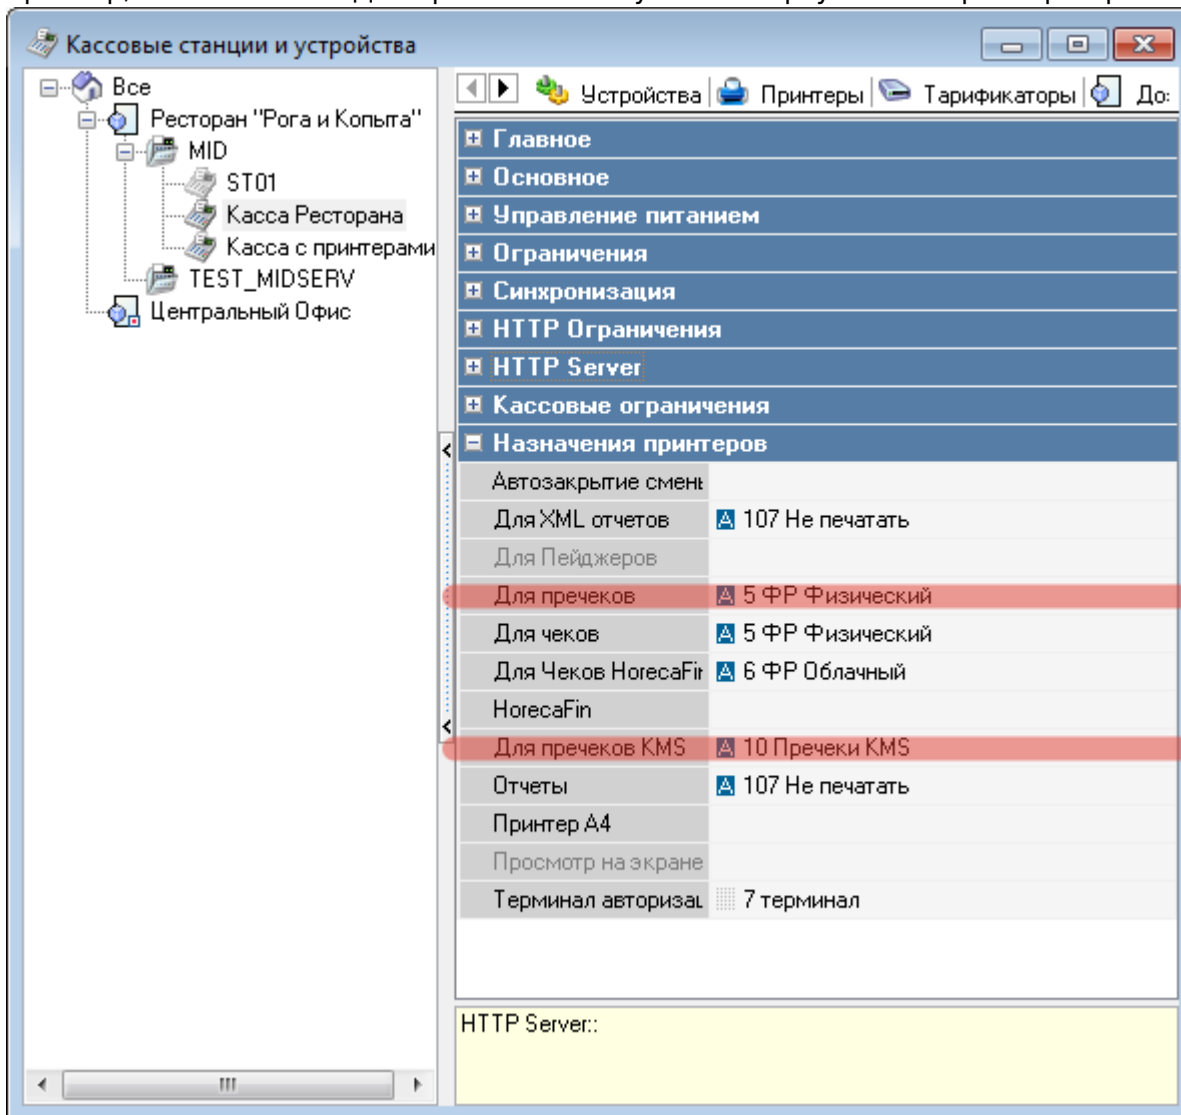 Кассовые станции и устройства
Все
Ресторан "Рога и Копыта"
MID
ST01
Касса Ресторана
Касса с принтерами
TEST_MIDSERV
Центральный Офис
Устройства Принтеры Тарификаторы До:
Главное
Основное
Управление питанием
Ограничения
Синхронизация
HTTP Ограничения
HTTP Server
Кассовые ограничения
Назначения принтеров
Автозакрытие смень
Для XML отчетов 107 Не печатать
Для Пейджеров
Для пречеков 5 ФР Физический
Для чеков 5 ФР Физический
Для Чеков HorecaFir 6 ФР Облачный
HorecaFin
Для пречеков KMS 10 Пречеки KMS
Отчеты 107 Не печатать
Принтер A4
Просмотр на экране
Терминал авторизац 7 терминал
HTTP Server::